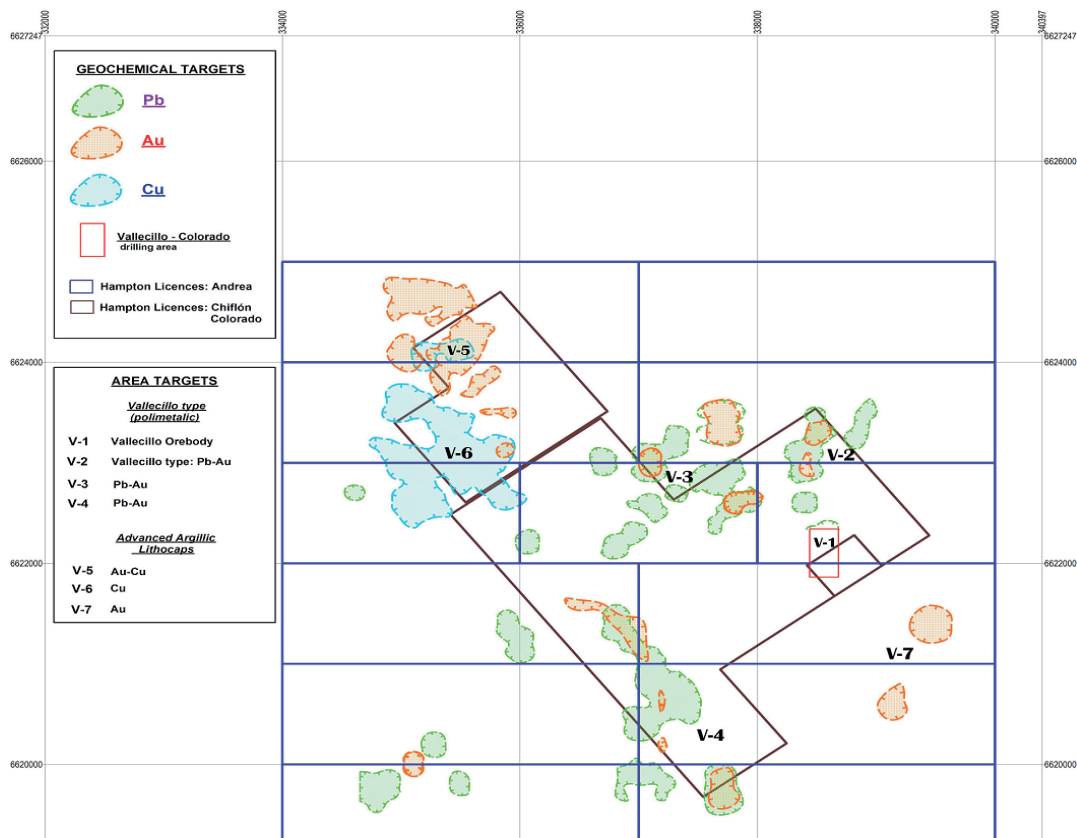 332000
334000
336000
338000
340000
340397
6627247
6627247
GEOCHEMICAL TARGETS
Pb
Au
Cu
Vallecillo - Colorado
drilling area
Hampton Licences: Andrea
Hampton Licences: Chiflón
Colorado
6626000
6626000
AREA TARGETS
Vallecillo type
(polimetalic)
V-1 Vallecillo Orebody
V-2 Vallecillo type: Pb-Au
V-3 Pb-Au
V-4 Pb-Au
Advanced Argillic
Lithocaps
V-5 Au-Cu
V-6 Cu
V-7 Au
V-5
6624000
6624000
V-6
V-2
V-3
V-1
6622000
6622000
V-7
V-4
6620000
6620000